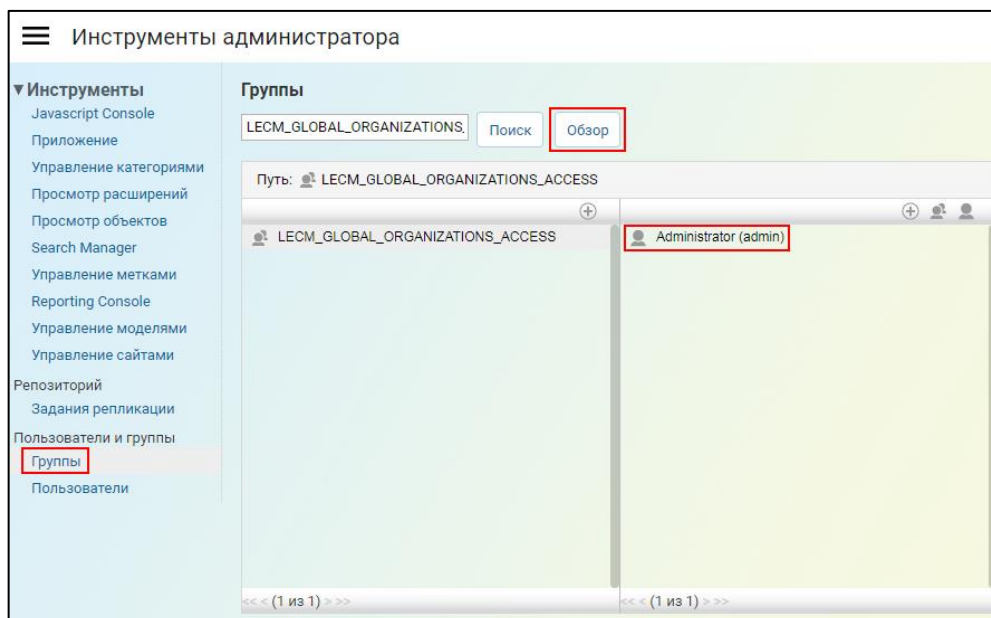 Инструменты администратора
▼Инструменты
Javascript Console
Приложение
Управление категориями
Просмотр расширений
Просмотр объектов
Search Manager
Управление метками
Reporting Console
Управление моделями
Управление сайтами
Репозиторий
Задания репликации
Пользователи и группы
Группы
Пользователи
Группы
LECM_GLOBAL_ORGANIZATIONS_ Поиск Обзор
Путь: LECM_GLOBAL_ORGANIZATIONS_ACCESS
LECM_GLOBAL_ORGANIZATIONS_ACCESS
Administrator (admin)
<< < (1 из 1) > >>
<< < (1 из 1) > >>